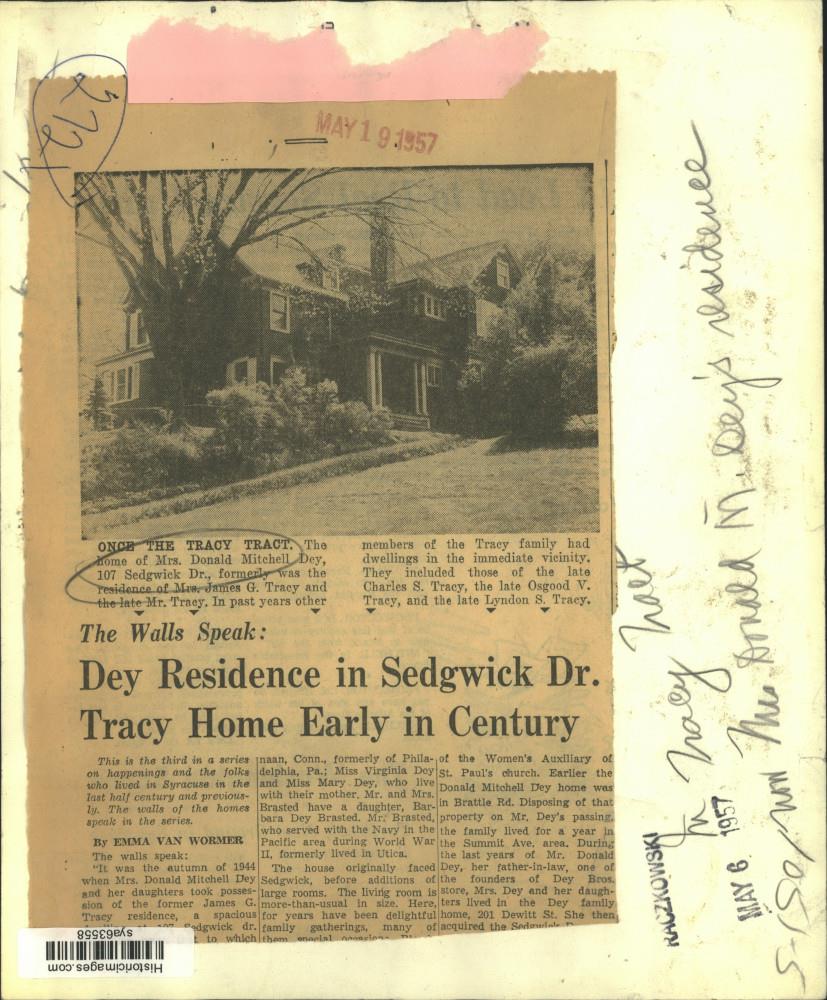 272
MAY 19 1957
ONCE THE TRACY TRACT. The
home of Mrs. Donald Mitchell Dey,
107 Sedgwick Dr., formerly was the
residence of Mrs. James G. Tracy and
the late Mr. Tracy. In past years other
members of the Tracy family had
dwellings in the immediate vicinity.
They included those of the late
Charles S. Tracy, the late Osgood V.
Tracy, and the late Lyndon S. Tracy.
The Walls Speak:
Dey Residence in Sedgwick Dr.
Tracy Home Early in Century
This is the third in a series
on happenings and the folks
who lived in Syracuse in the
last half century and previous-
ly. The walls of the homes
speak in the series.
By EMMA VAN WORMER
The walls speak:
"It was the autumn of 1944
when Mrs. Donald Mitchell Dey
and her daughters took posses-
sion of the former James G.
Tracy residence, a spacious
107 Sedgwick dr.
to which
naan, Conn., formerly of Phila-
delphia, Pa.; Miss Virginia Dey
and Miss Mary Dey, who live
with their mother. Mr. and Mrs.
Brasted have a daughter, Bar-
bara Dey Brasted. Mr. Brasted,
who served with the Navy in the
Pacific area during World War
II, formerly lived in Utica.
The house originally faced
Sedgwick, before additions of
large rooms. The living room is
more-than-usual in size. Here,
for years have been delightful
family gatherings, many of
them special occasions.
of the Women's Auxiliary of
St. Paul's church. Earlier the
Donald Mitchell Dey home was
in Brattle Rd. Disposing of that
property on Mr. Dey's passing,
the family lived for a year in
the Summit Ave. area. During
the last years of Mr. Donald
Dey, her father-in-law, one of
the founders of Dey Bros.
store, Mrs. Dey and her daugh-
ters lived in the Dey family
home, 201 Dewitt St. She then
acquired the Sedgwick
In Tracy Tract
now Mrs Donald M. Dey's residence
RACZKOWSKI
MAY 6 1957
Historicimages.com
sya63558